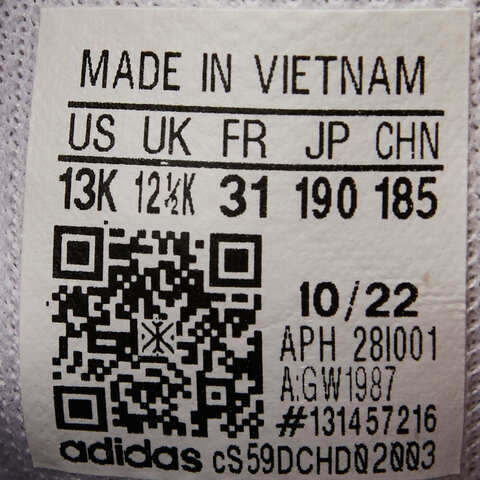 MADE IN VIETNAM
US UK FR JP CHN
13K 12½K 31 190 185
10/22
APH 28I001
A:GW1987
#131457216
adidas cS59DCHD02003